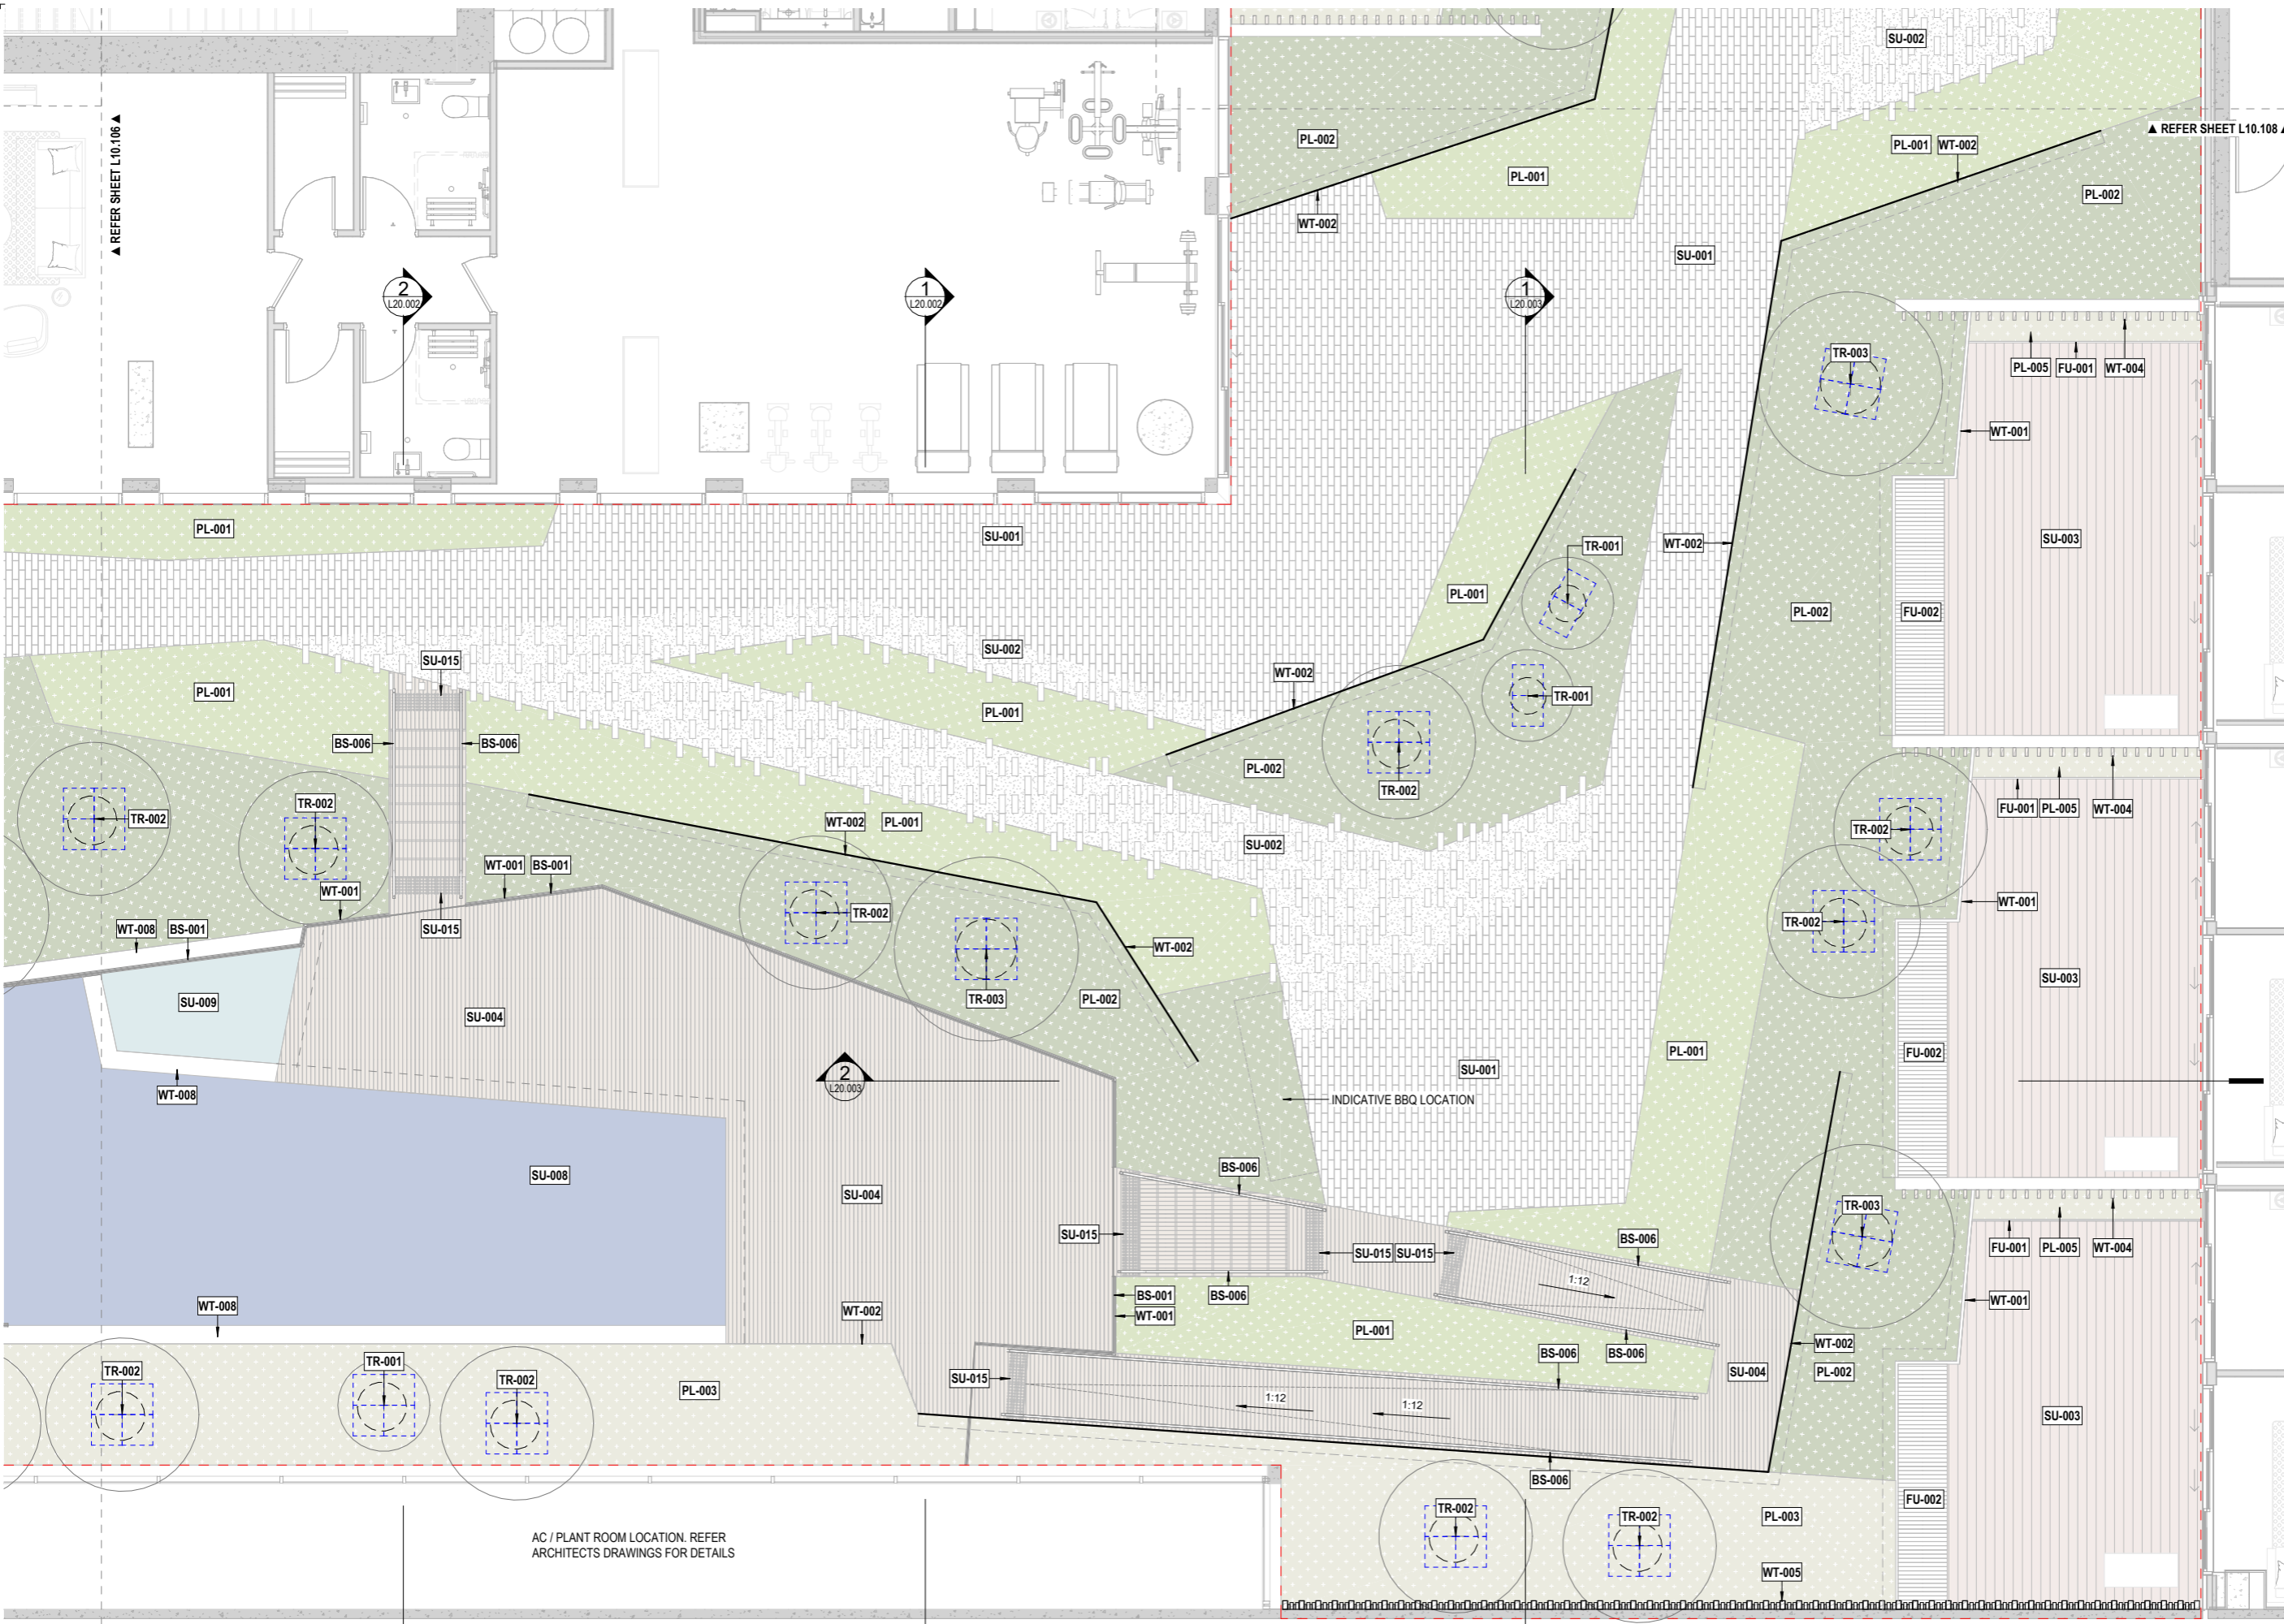 SU-002
▲ REFER SHEET L10.106 ▲
▲ REFER SHEET L10.108
PL-002
PL-001
PL-001
WT-002
PL-002
WT-002
SU-001
2
L20.002
1
L20.002
1
L20.003
TR-003
PL-005
FU-001
WT-004
WT-001
PL-001
SU-001
TR-001
WT-002
SU-003
PL-001
PL-002
FU-002
SU-002
SU-015
WT-002
PL-001
TR-001
PL-001
BS-006
BS-006
PL-002
TR-002
TR-002
TR-002
WT-002
PL-001
FU-001
PL-005
WT-004
TR-002
SU-002
WT-001
BS-001
WT-001
TR-002
WT-001
TR-002
WT-008
BS-001
SU-015
WT-002
SU-009
SU-004
TR-003
PL-002
SU-003
PL-001
FU-002
2
L20.003
SU-001
WT-008
INDICATIVE BBQ LOCATION
SU-008
SU-004
BS-006
TR-003
SU-015
SU-015
SU-015
BS-006
FU-001
PL-005
WT-004
1:12
BS-001
BS-006
WT-001
WT-008
WT-002
WT-001
PL-001
WT-002
TR-002
TR-001
TR-002
PL-003
SU-015
BS-006
BS-006
SU-004
PL-002
1:12
1:12
SU-003
BS-006
FU-002
TR-002
TR-002
PL-003
AC / PLANT ROOM LOCATION. REFER
ARCHITECTS DRAWINGS FOR DETAILS
WT-005